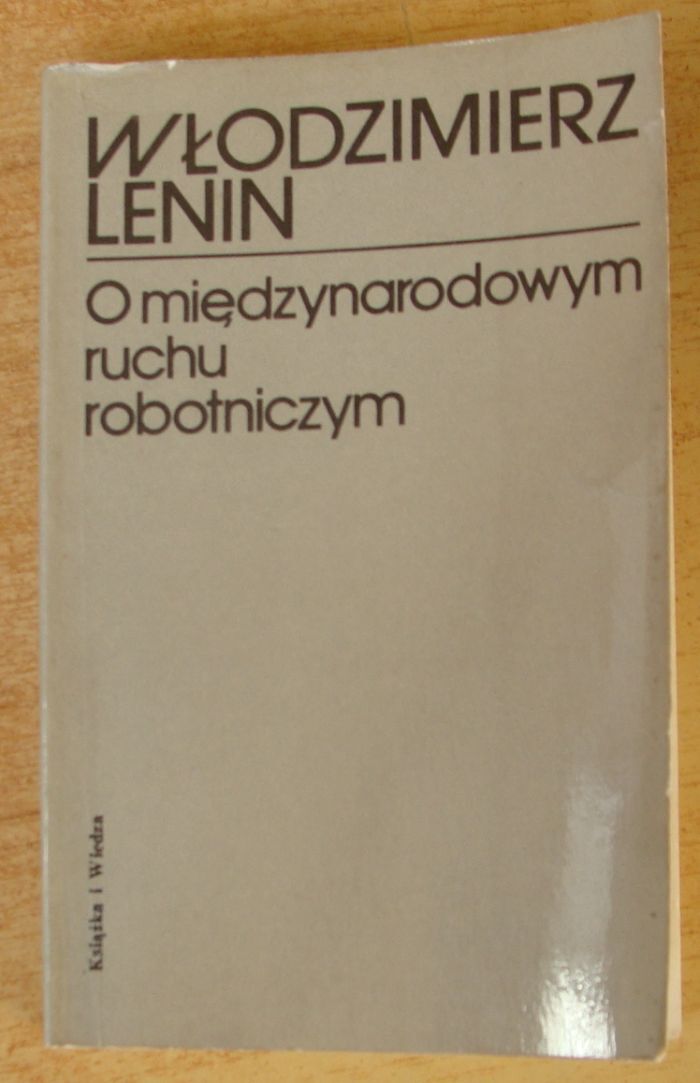 WŁODZIMIERZ
LENIN
O międzynarodowym
ruchu
robotniczym
Książka i Wiedza